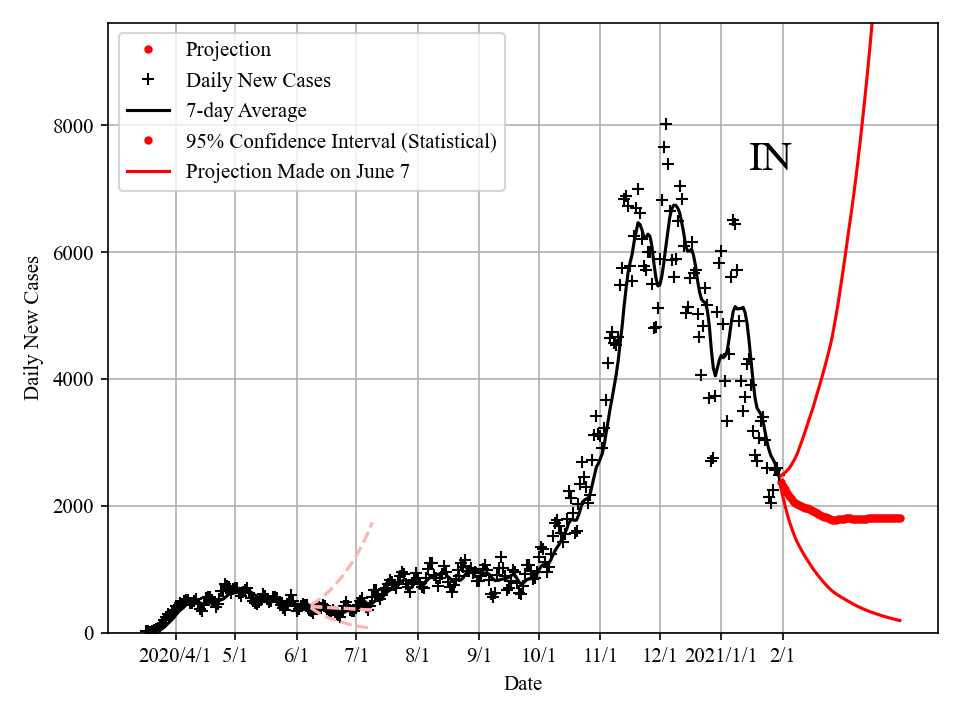 Projection
Daily New Cases
7-day Average
95% Confidence Interval (Statistical)
Projection Made on June 7
IN
8000
6000
4000
2000
0
Daily New Cases
2020/4/1 5/1 6/1 7/1 8/1 9/1 10/1 11/1 12/1 2021/1/1 2/1
Date